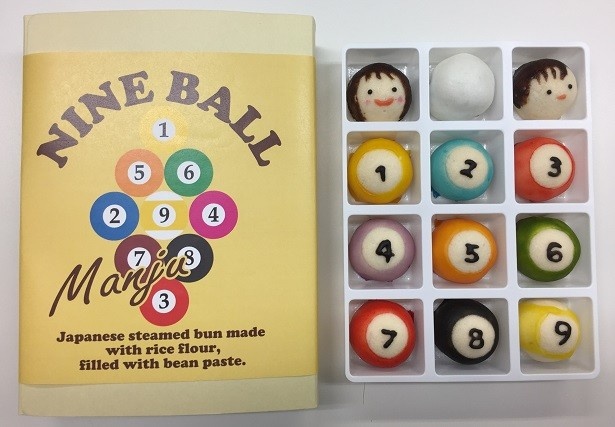 NINE BALL
1
5 6
2 9 4
7 8
3
Manju
Japanese steamed bun made
with rice flour,
filled with bean paste.
1 2 3
4 5 6
7 8 9